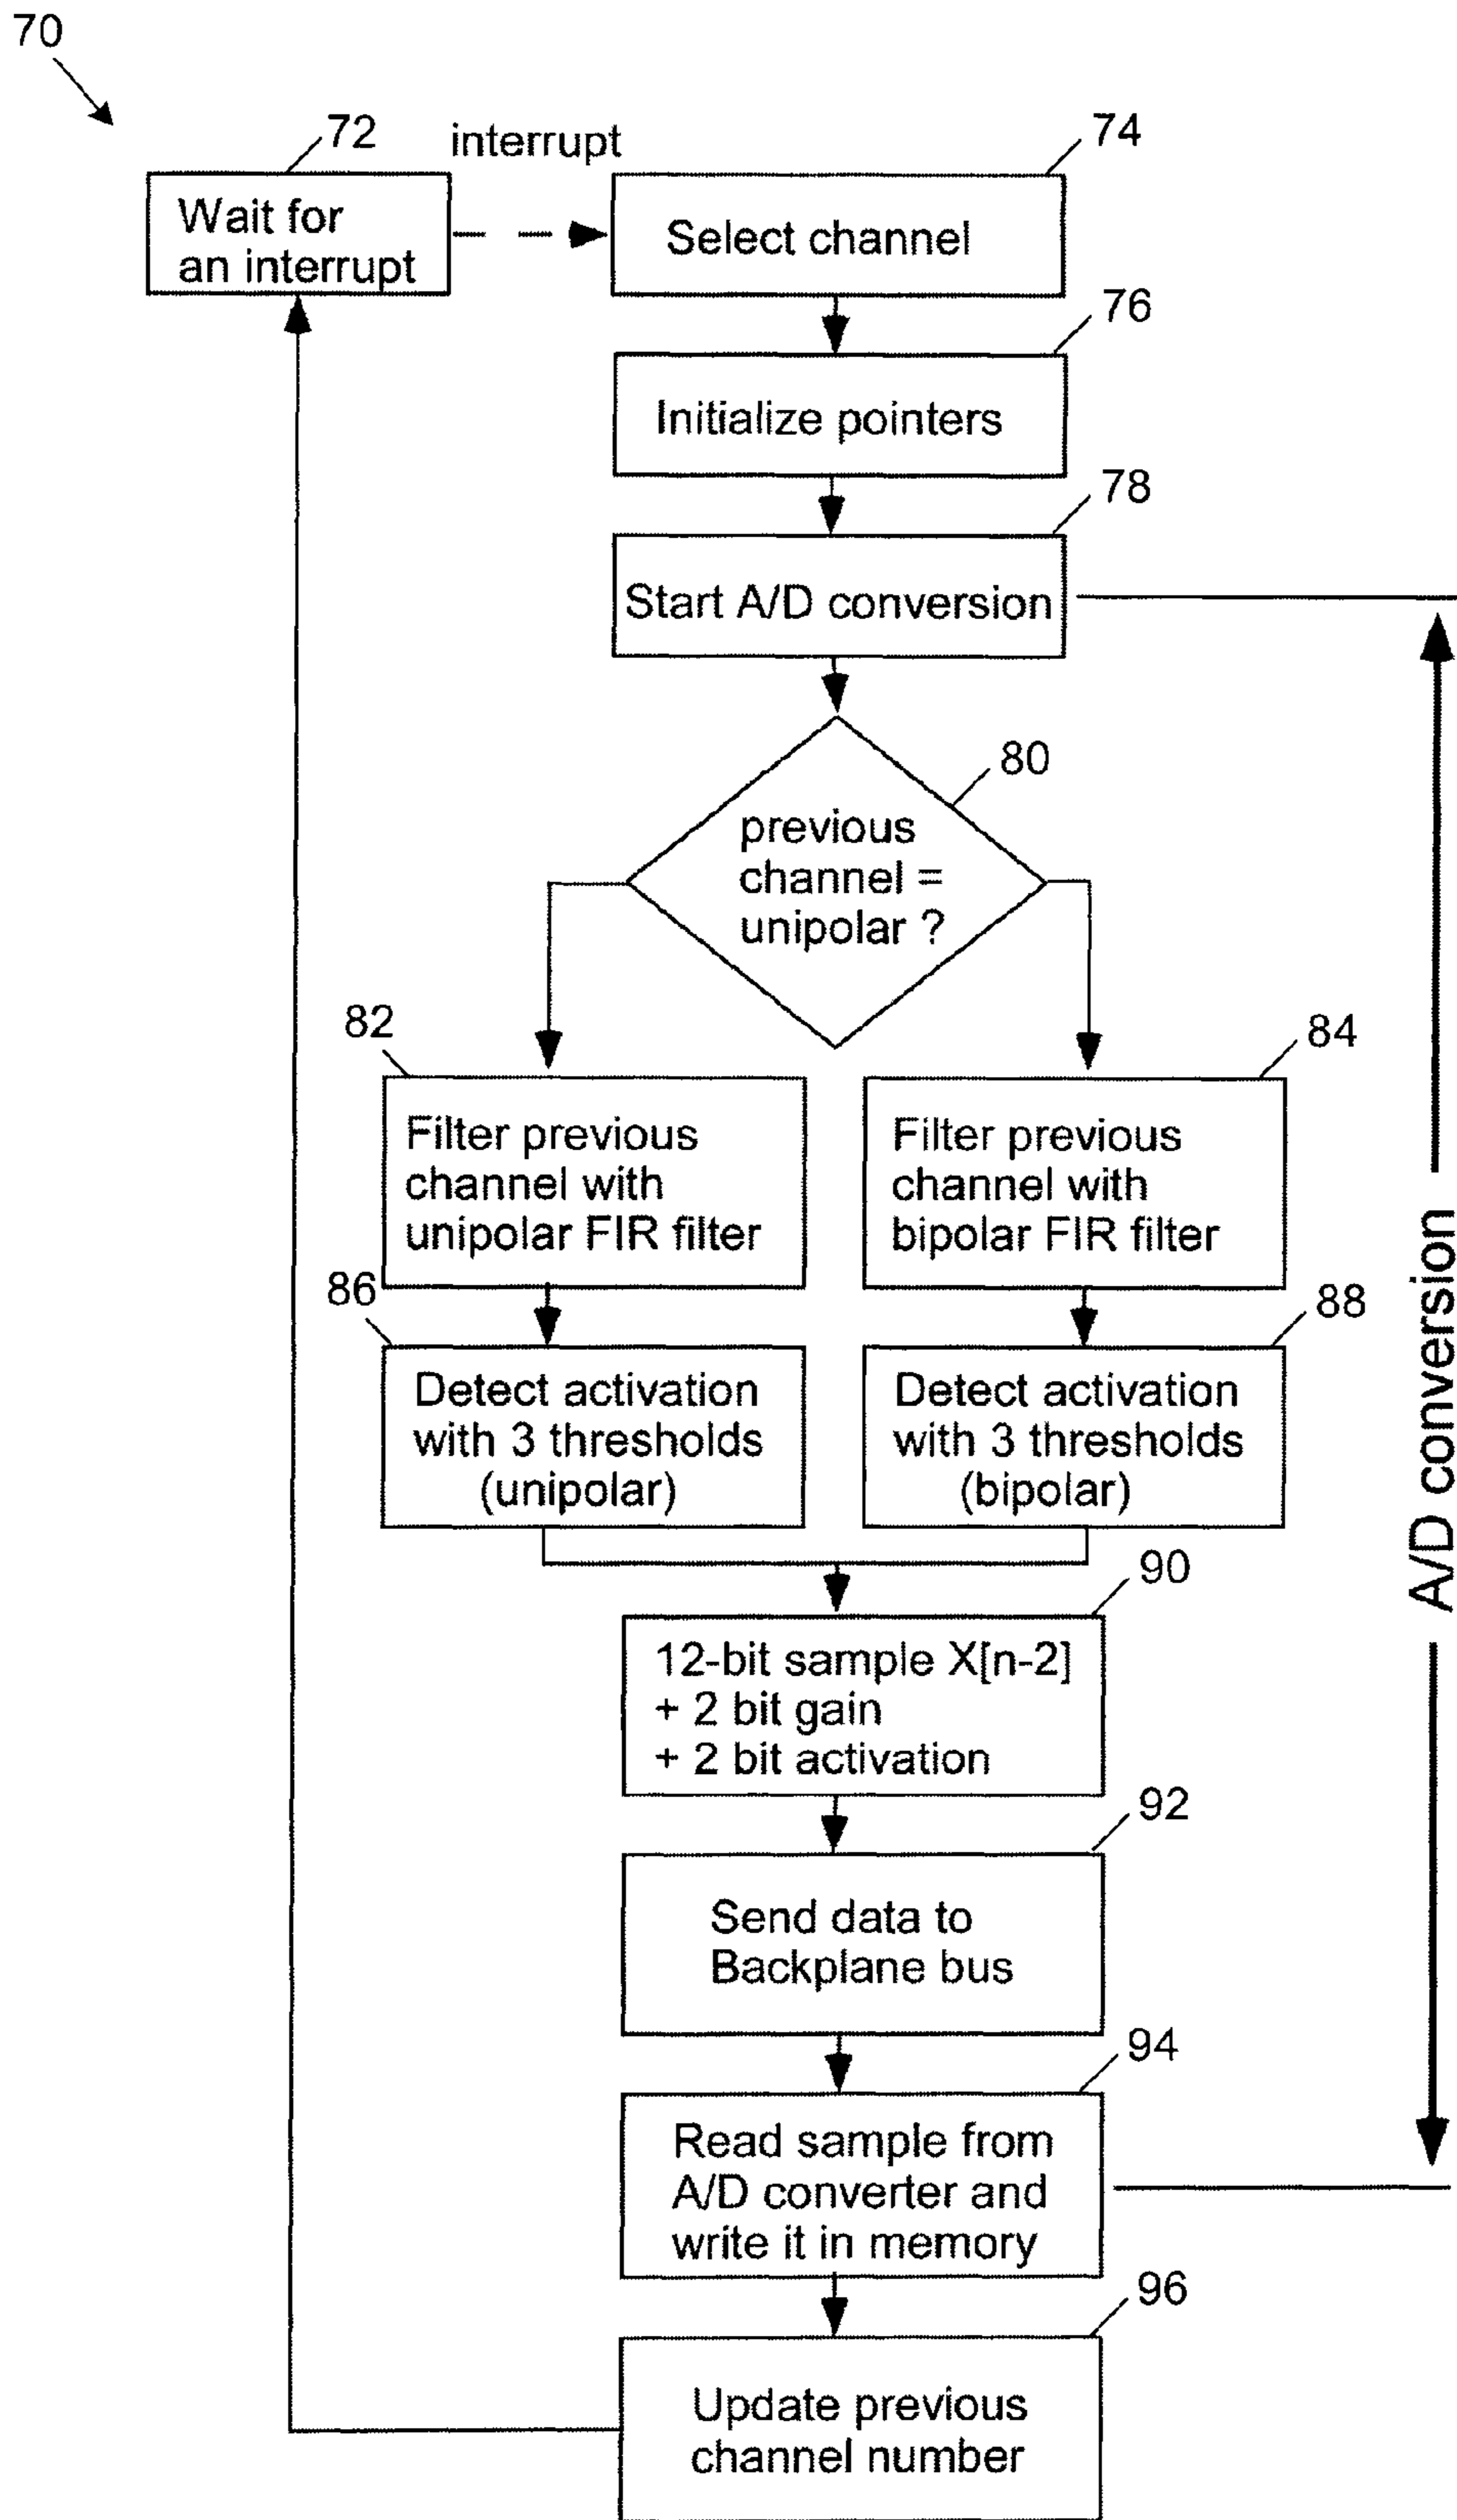 70
72
interrupt
74
Wait for
an interrupt
Select channel
76
Initialize pointers
78
Start A/D conversion
80
previous
channel =
unipolar ?
82
84
Filter previous
channel with
unipolar FIR filter
Filter previous
channel with
bipolar FIR filter
86
88
Detect activation
with 3 thresholds
(unipolar)
Detect activation
with 3 thresholds
(bipolar)
A/D conversion
90
12-bit sample X[n-2]
+ 2 bit gain
+ 2 bit activation
92
Send data to
Backplane bus
94
Read sample from
A/D converter and
write it in memory
96
Update previous
channel number